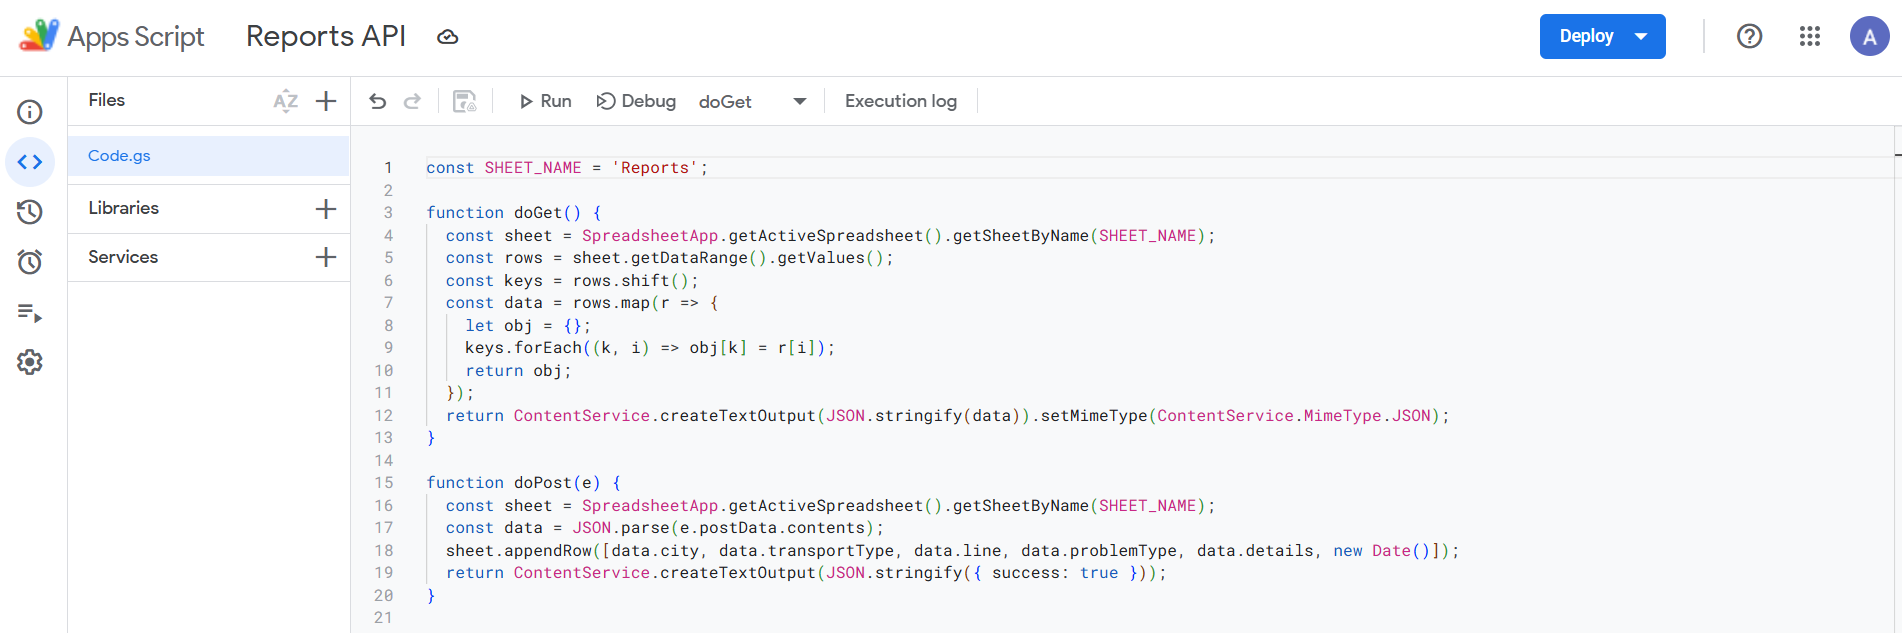 Apps Script Reports API Deploy A
Files AZ Run Debug doGet Execution log
Code.gs
Libraries
Services
1 const SHEET_NAME = 'Reports';
2
3 function doGet() {
4 const sheet = SpreadsheetApp.getActiveSpreadsheet().getSheetByName(SHEET_NAME);
5 const rows = sheet.getDataRange().getValues();
6 const keys = rows.shift();
7 const data = rows.map(r => {
8 let obj = {};
9 keys.forEach((k, i) => obj[k] = r[i]);
10 return obj;
11 });
12 return ContentService.createTextOutput(JSON.stringify(data)).setMimeType(ContentService.MimeType.JSON);
13 }
14
15 function doPost(e) {
16 const sheet = SpreadsheetApp.getActiveSpreadsheet().getSheetByName(SHEET_NAME);
17 const data = JSON.parse(e.postData.contents);
18 sheet.appendRow([data.city, data.transportType, data.line, data.problemType, data.details, new Date()]);
19 return ContentService.createTextOutput(JSON.stringify({ success: true }));
20 }
21